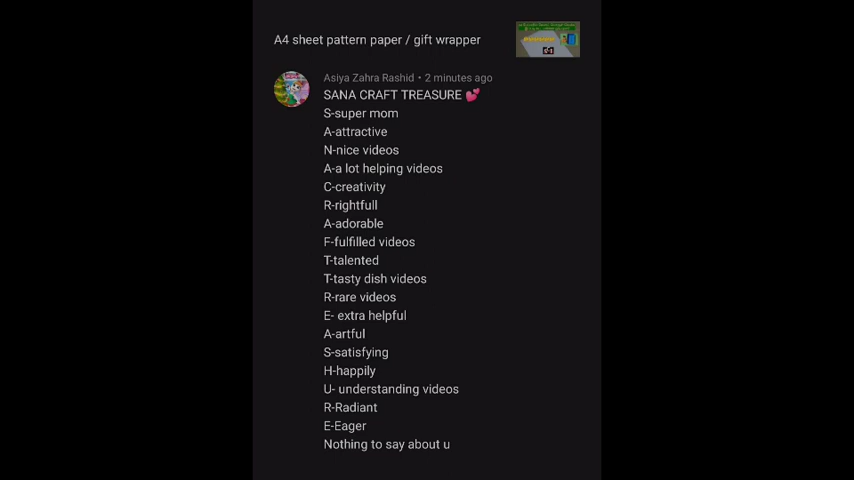 A4 sheet pattern paper / gift wrapper
Asiya Zahra Rashid • 2 minutes ago
SANA CRAFT TREASURE 💕
S-super mom
A-attractive
N-nice videos
A-a lot helping videos
C-creativity
R-rightfull
A-adorable
F-fulfilled videos
T-talented
T-tasty dish videos
R-rare videos
E- extra helpful
A-artful
S-satisfying
H-happily
U- understanding videos
R-Radiant
E-Eager
Nothing to say about u